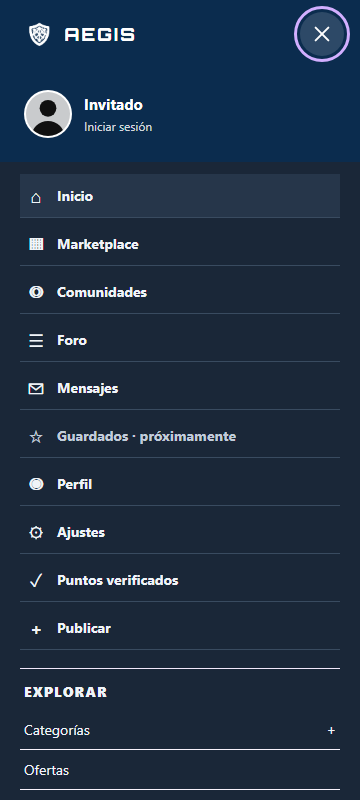 AEGIS
Invitado
Iniciar sesión
Inicio
Marketplace
Comunidades
Foro
Mensajes
Guardados · próximamente
Perfil
Ajustes
Puntos verificados
Publicar
EXPLORAR
Categorías +
Ofertas